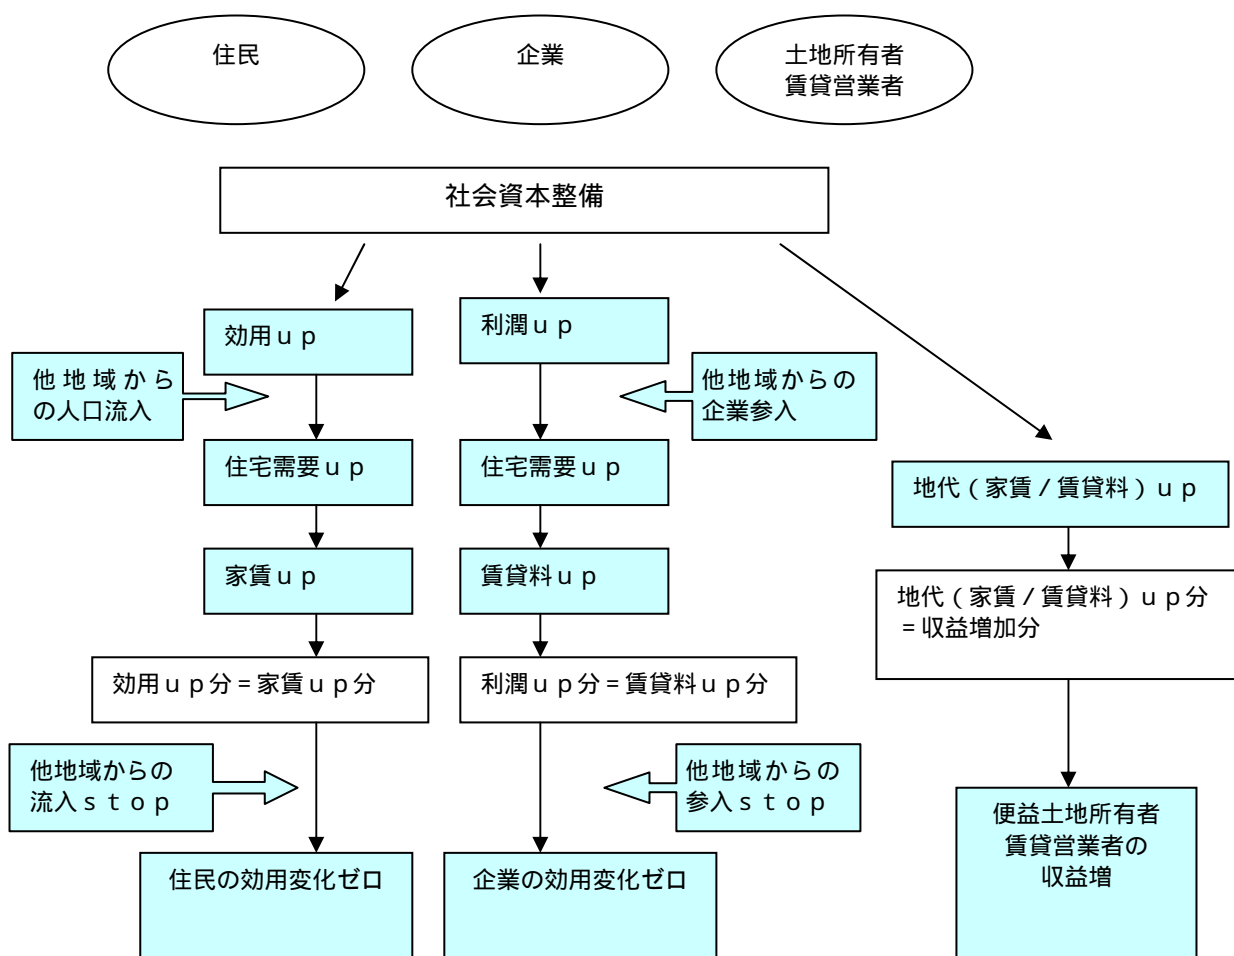 住民
企業
土地所有者
賃貸営業者
社会資本整備
効用ｕｐ
利潤ｕｐ
他地域から
の人口流入
他地域からの
企業参入
住宅需要ｕｐ
住宅需要ｕｐ
地代（家賃／賃貸料）ｕｐ
家賃ｕｐ
賃貸料ｕｐ
地代（家賃／賃貸料）ｕｐ分
＝収益増加分
効用ｕｐ分＝家賃ｕｐ分
利潤ｕｐ分＝賃貸料ｕｐ分
他地域からの
流入ｓｔｏｐ
他地域からの
参入ｓｔｏｐ
便益土地所有者
賃貸営業者の
収益増
住民の効用変化ゼロ
企業の効用変化ゼロ